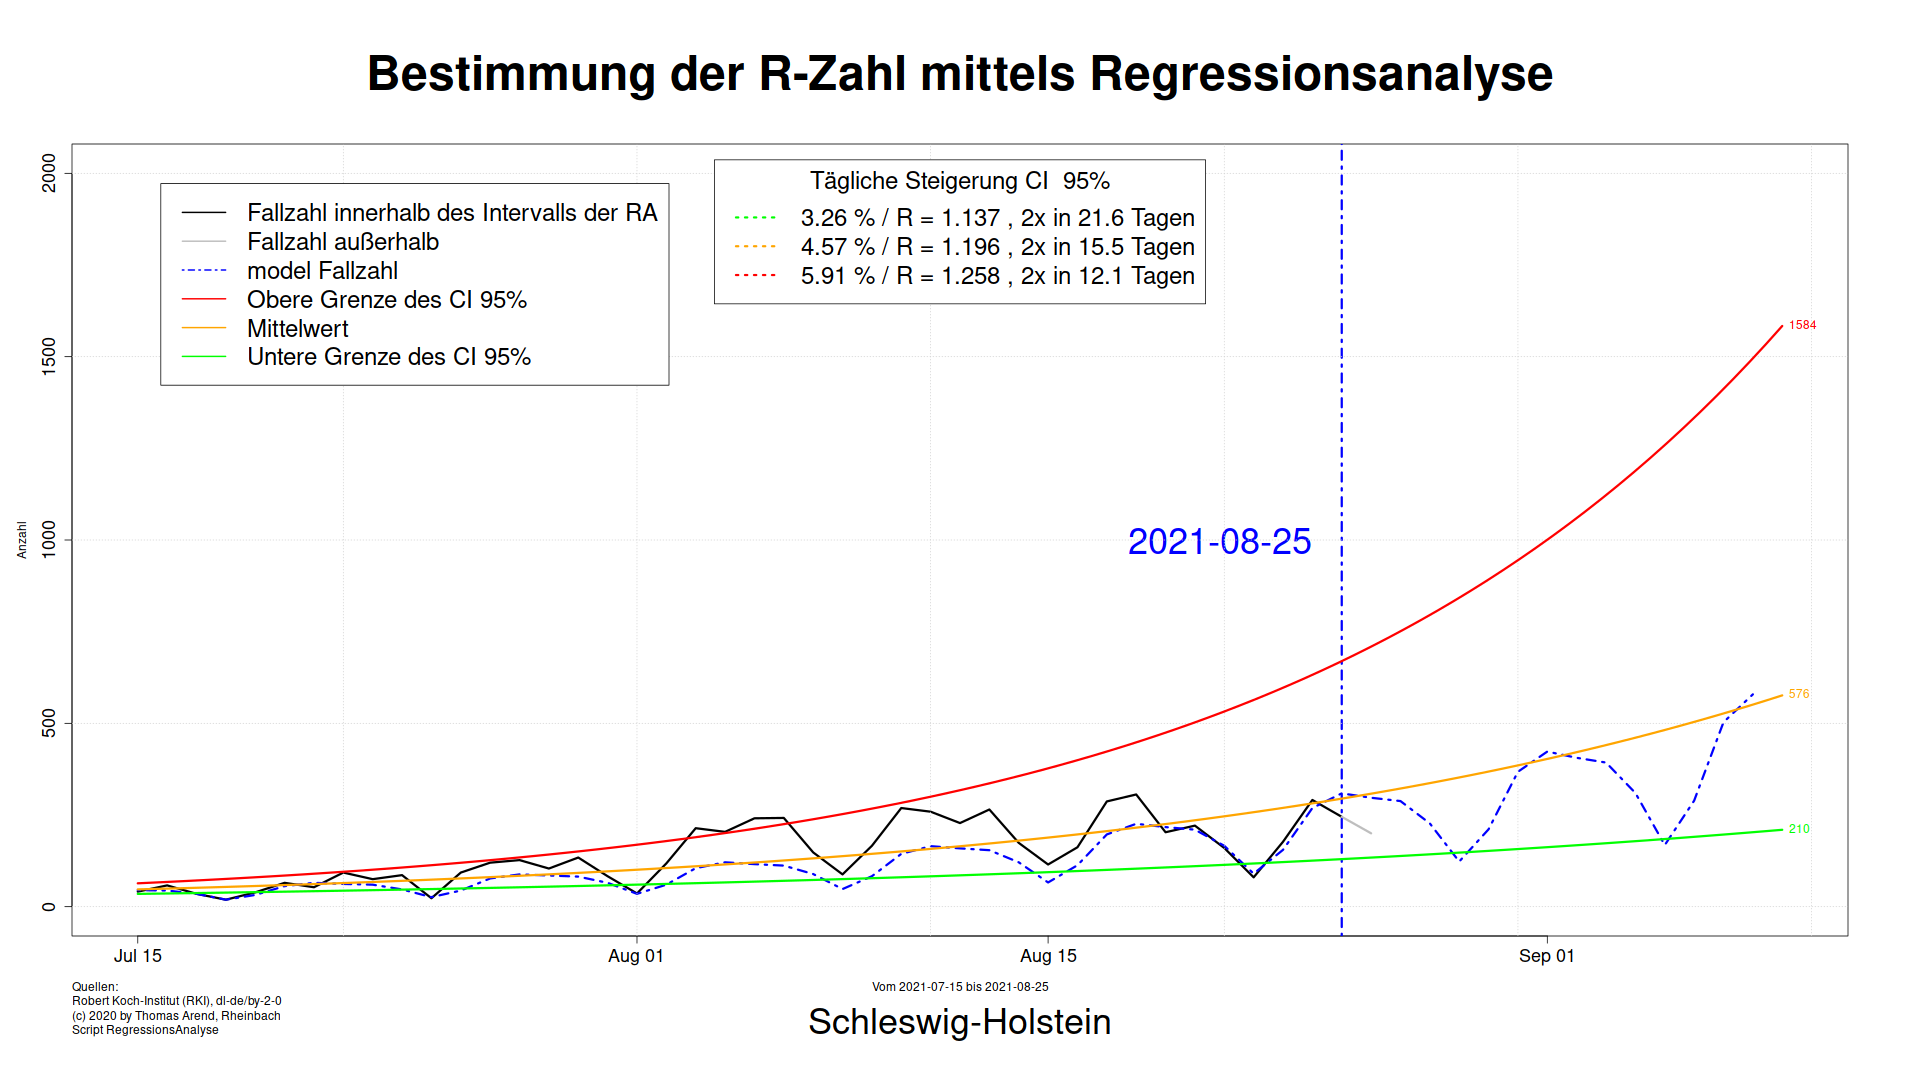 Bestimmung der R-Zahl mittels Regressionsanalyse
Fallzahl innerhalb des Intervalls der RA
Fallzahl außerhalb
model Fallzahl
Obere Grenze des CI 95%
Mittelwert
Untere Grenze des CI 95%
Tägliche Steigerung CI  95%
3.26 % / R = 1.137 , 2x in 21.6 Tagen
4.57 % / R = 1.196 , 2x in 15.5 Tagen
5.91 % / R = 1.258 , 2x in 12.1 Tagen
2000
1500
1000
500
0
Anzahl
2021-08-25
1584
576
210
Jul 15
Aug 01
Aug 15
Sep 01
Quellen:
Robert Koch-Institut (RKI), dl-de/by-2-0
(c) 2020 by Thomas Arend, Rheinbach
Script RegressionsAnalyse
Vom 2021-07-15 bis 2021-08-25
Schleswig-Holstein